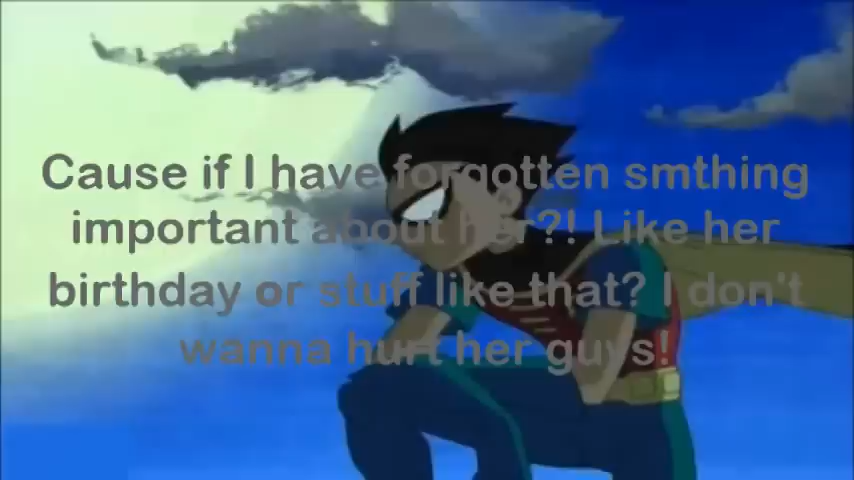 Cause if I have forgotten smthing
important about her?! Like her
birthday or stuff like that? I don't
wanna hurt her guys!